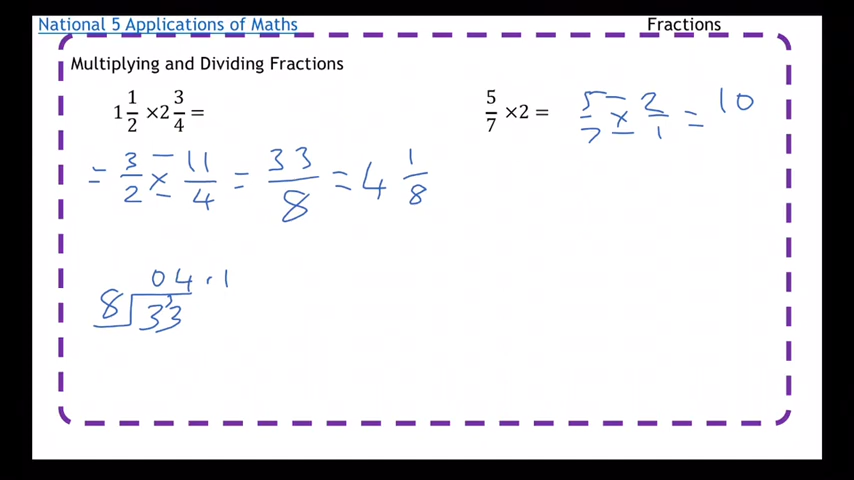 National 5 Applications of Maths
Fractions
Multiplying and Dividing Fractions
1 1/2 ×2 3/4 =
= 3/2 × 11/4 = 33/8 = 4 1/8
04.1
8 33
5/7 ×2 = 5/7 × 2/1 = 10